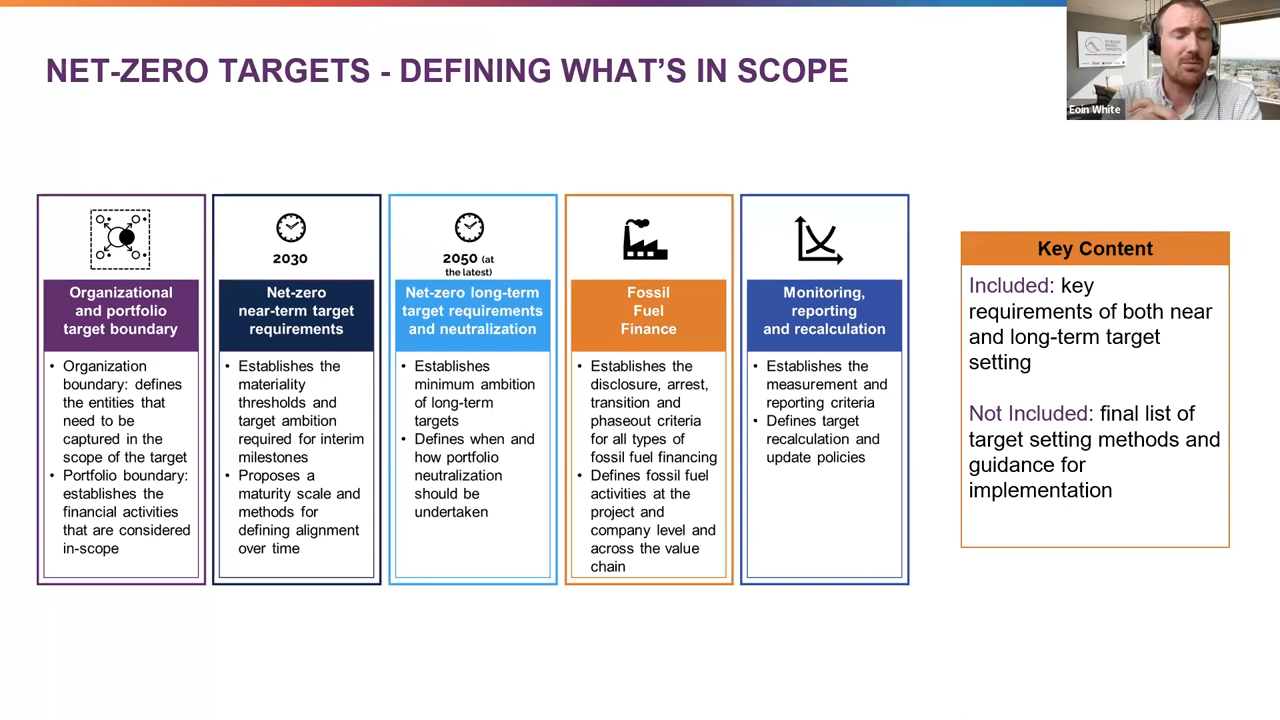 NET-ZERO TARGETS - DEFINING WHAT'S IN SCOPE
Eoin White
SCIENCE
BASED
TARGETS
2030
2050 (at
the latest)
Organizational
and portfolio
target boundary
• Organization
boundary: defines
the entities that
need to be
captured in the
scope of the target
• Portfolio boundary:
establishes the
financial activities
that are considered
in-scope
Net-zero
near-term target
requirements
• Establishes the
materiality
thresholds and
target ambition
required for interim
milestones
• Proposes a
maturity scale and
methods for
defining alignment
over time
Net-zero long-term
target requirements
and neutralization
• Establishes
minimum ambition
of long-term
targets
• Defines when and
how portfolio
neutralization
should be
undertaken
Fossil
Fuel
Finance
• Establishes the
disclosure, arrest,
transition and
phaseout criteria
for all types of
fossil fuel financing
• Defines fossil fuel
activities at the
project and
company level and
across the value
chain
Monitoring,
reporting
and recalculation
• Establishes the
measurement and
reporting criteria
• Defines target
recalculation and
update policies
Key Content
Included: key
requirements of both near
and long-term target
setting
Not Included: final list of
target setting methods and
guidance for
implementation